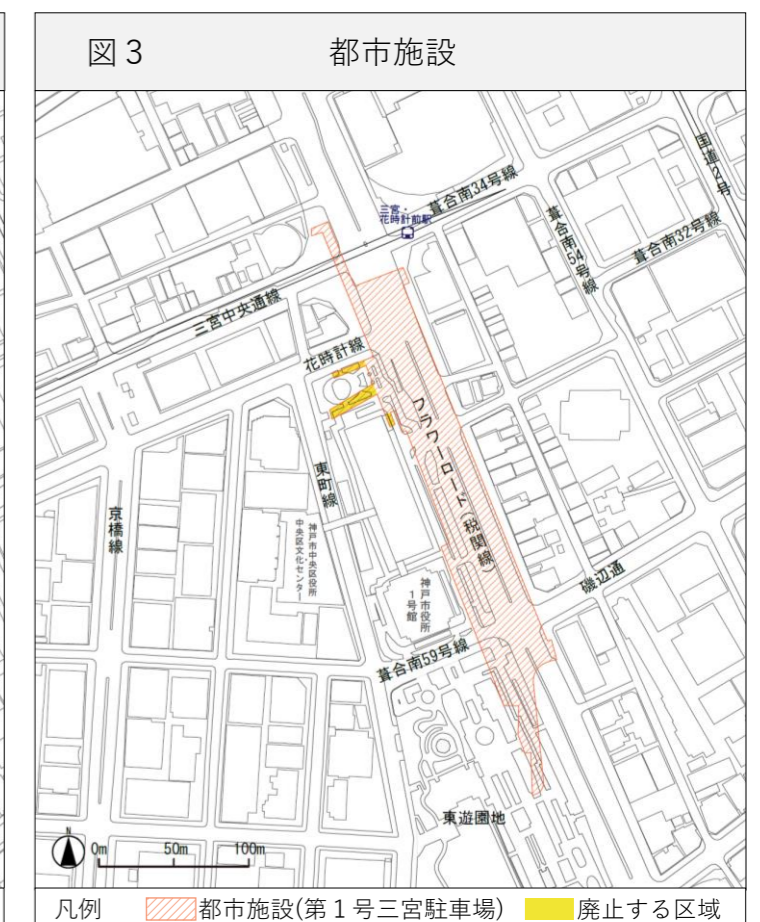 図3 都市施設
国道2号
三宮・
花時計前駅
葺合南34号線
葺合南54号線
葺合南32号線
三宮中央通線
花時計線
フラワーロード(税関線)
東町線
京橋線
神戸市中央区役所
中央区文化センター
神戸市役所
1号館
磯辺通
葺合南59号線
東遊園地
N
0m 50m 100m
凡例 都市施設(第1号三宮駐車場) 廃止する区域